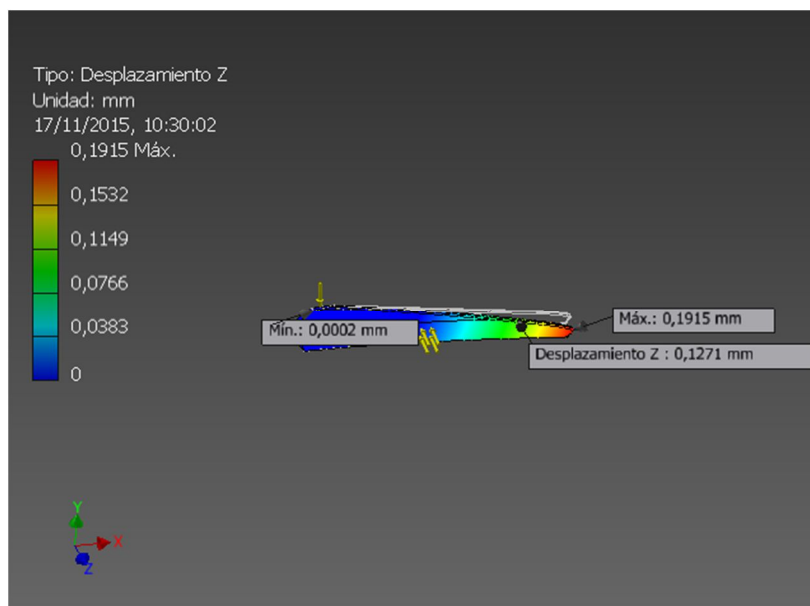 Tipo: Desplazamiento Z
Unidad: mm
17/11/2015, 10:30:02
0,1915 Máx.
0,1532
0,1149
0,0766
0,0383
0
Mín.: 0,0002 mm
Máx.: 0,1915 mm
Desplazamiento Z : 0,1271 mm
Y
X
Z